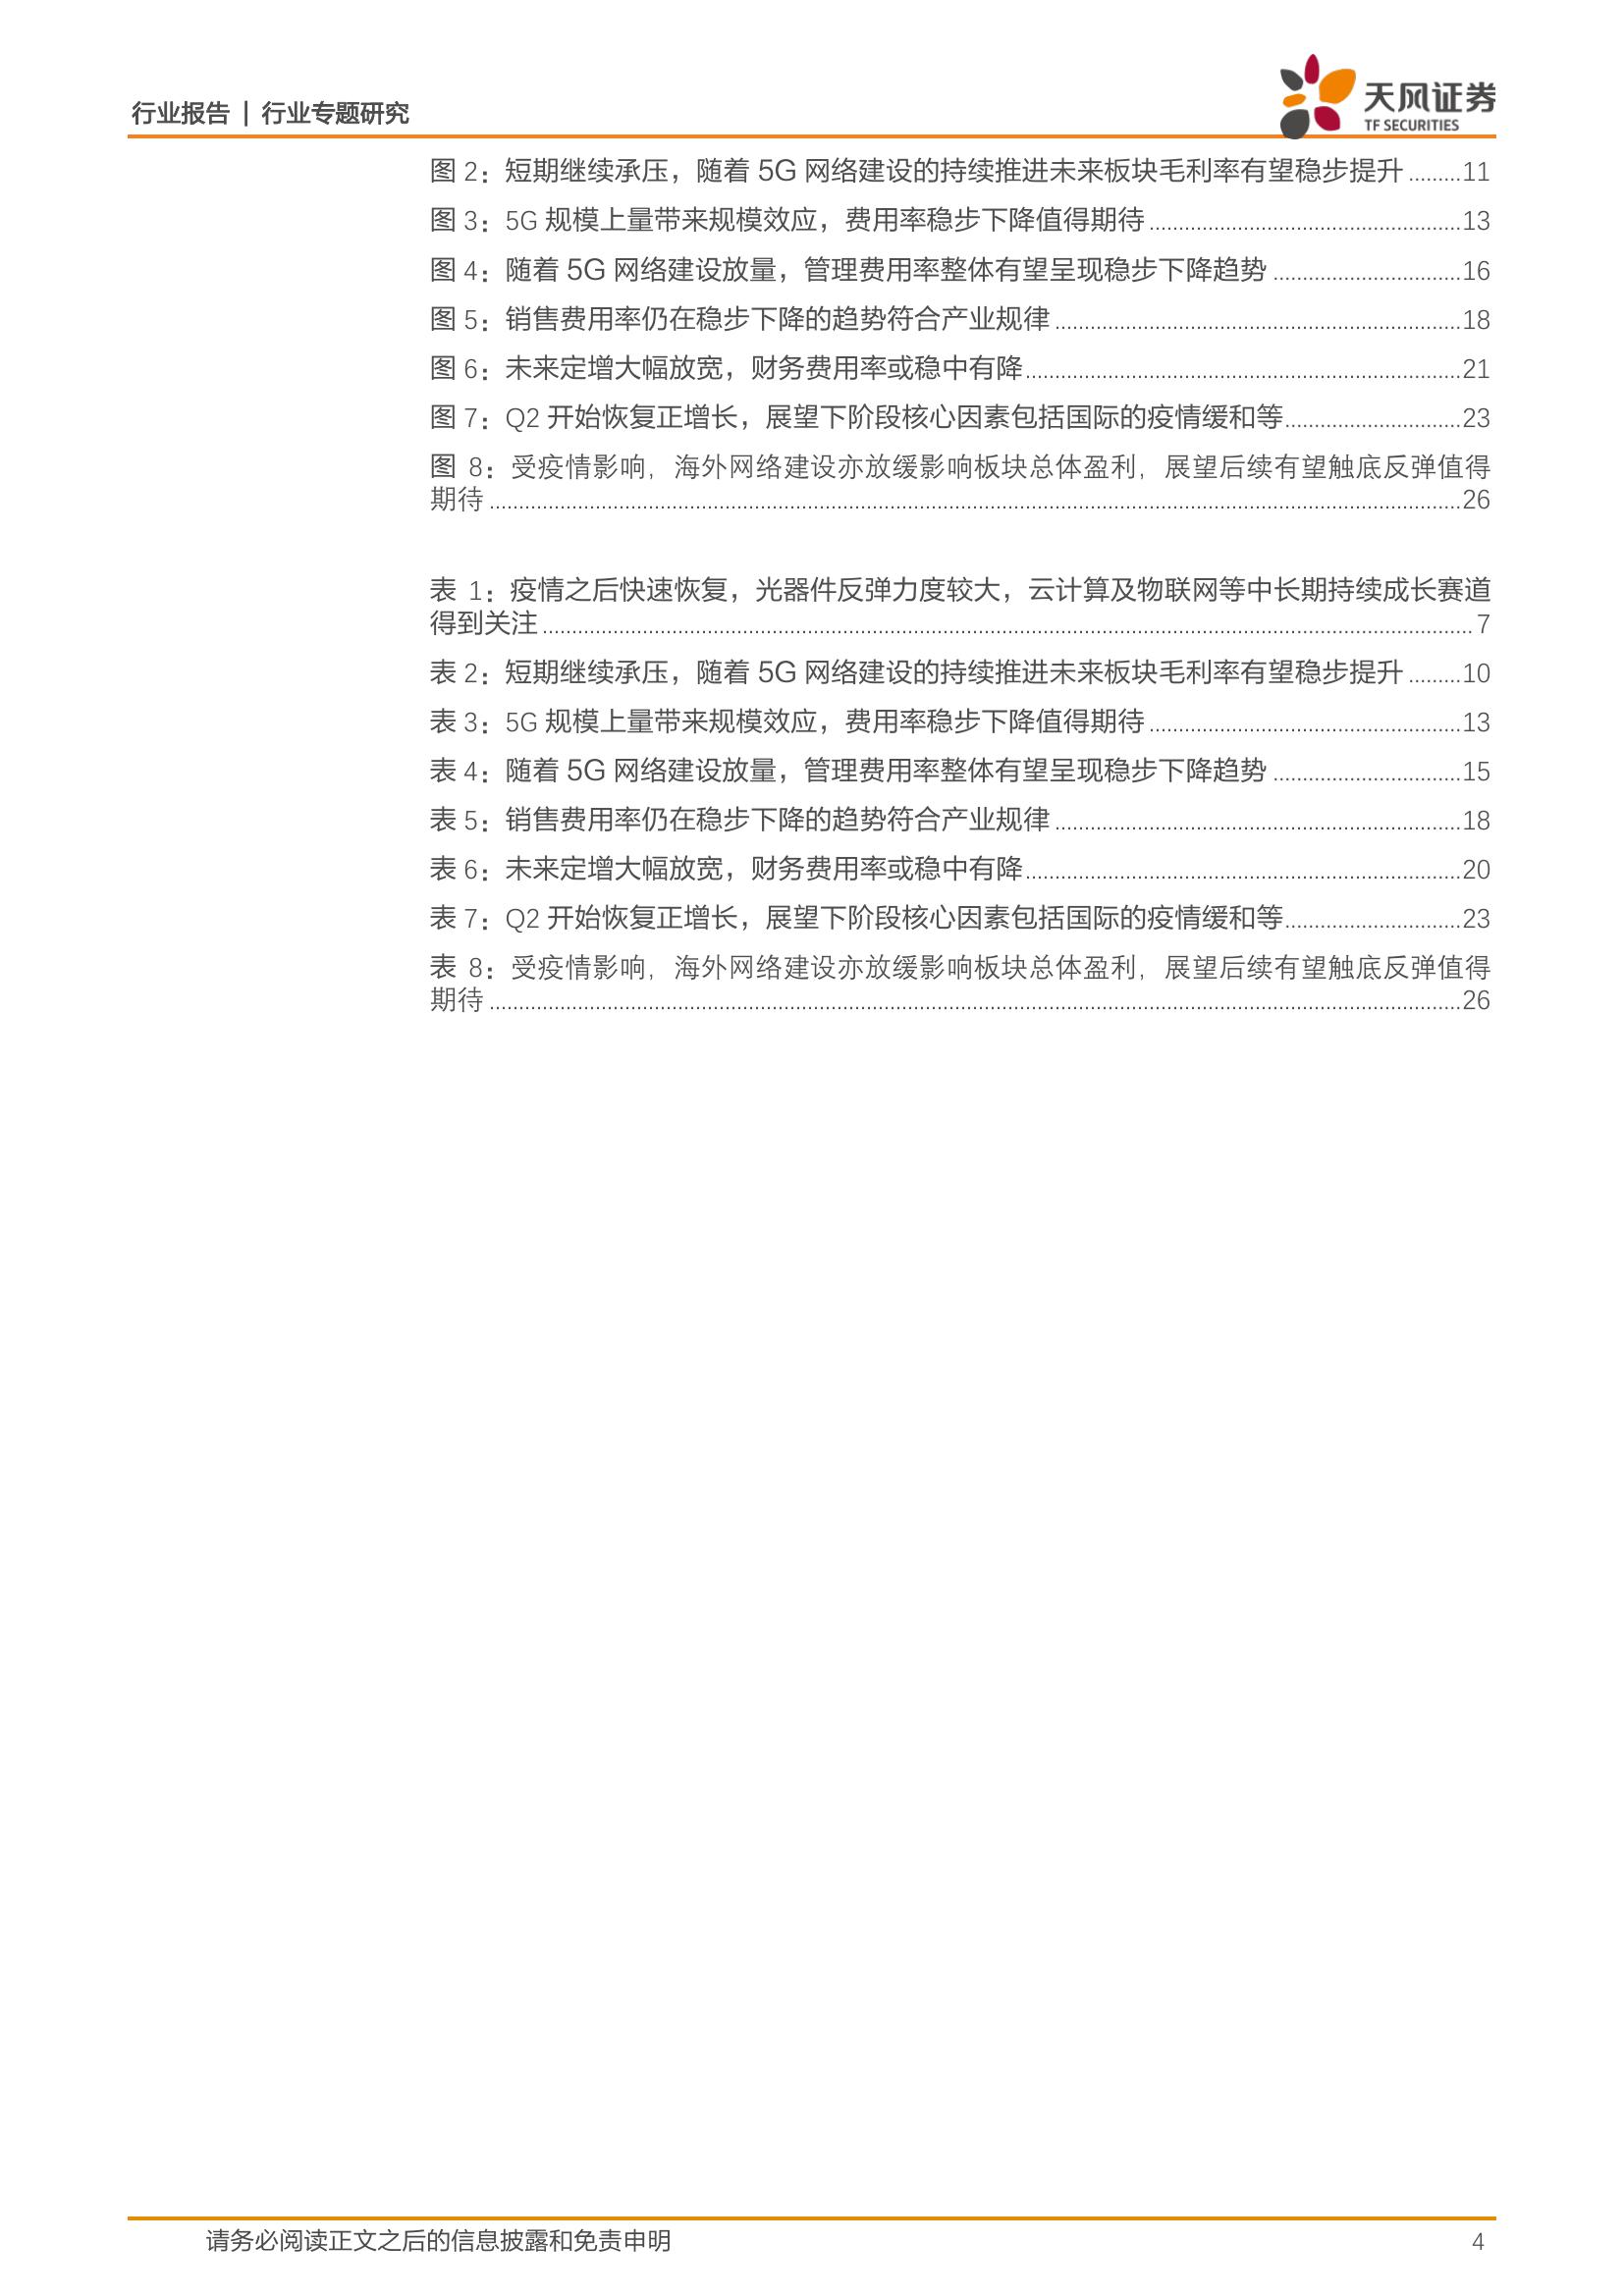 行业报告 | 行业专题研究
天风证券
TF SECURITIES
图 2：短期继续承压，随着 5G 网络建设的持续推进未来板块毛利率有望稳步提升.........11
图 3：5G 规模上量带来规模效应，费用率稳步下降值得期待.....................................................13
图 4：随着 5G 网络建设放量，管理费用率整体有望呈现稳步下降趋势................................16
图 5：销售费用率仍在稳步下降的趋势符合产业规律.....................................................................18
图 6：未来定增大幅放宽，财务费用率或稳中有降..........................................................................21
图 7：Q2 开始恢复正增长，展望下阶段核心因素包括国际的疫情缓和等..............................23
图 8：受疫情影响，海外网络建设亦放缓影响板块总体盈利，展望后续有望触底反弹值得
期待.....................................................................................................................................................................26
表 1：疫情之后快速恢复，光器件反弹力度较大，云计算及物联网等中长期持续成长赛道
得到关注..............................................................................................................................................................7
表 2：短期继续承压，随着 5G 网络建设的持续推进未来板块毛利率有望稳步提升.........10
表 3：5G 规模上量带来规模效应，费用率稳步下降值得期待.....................................................13
表 4：随着 5G 网络建设放量，管理费用率整体有望呈现稳步下降趋势................................15
表 5：销售费用率仍在稳步下降的趋势符合产业规律.....................................................................18
表 6：未来定增大幅放宽，财务费用率或稳中有降..........................................................................20
表 7：Q2 开始恢复正增长，展望下阶段核心因素包括国际的疫情缓和等..............................23
表 8：受疫情影响，海外网络建设亦放缓影响板块总体盈利，展望后续有望触底反弹值得
期待.....................................................................................................................................................................26
请务必阅读正文之后的信息披露和免责申明
4